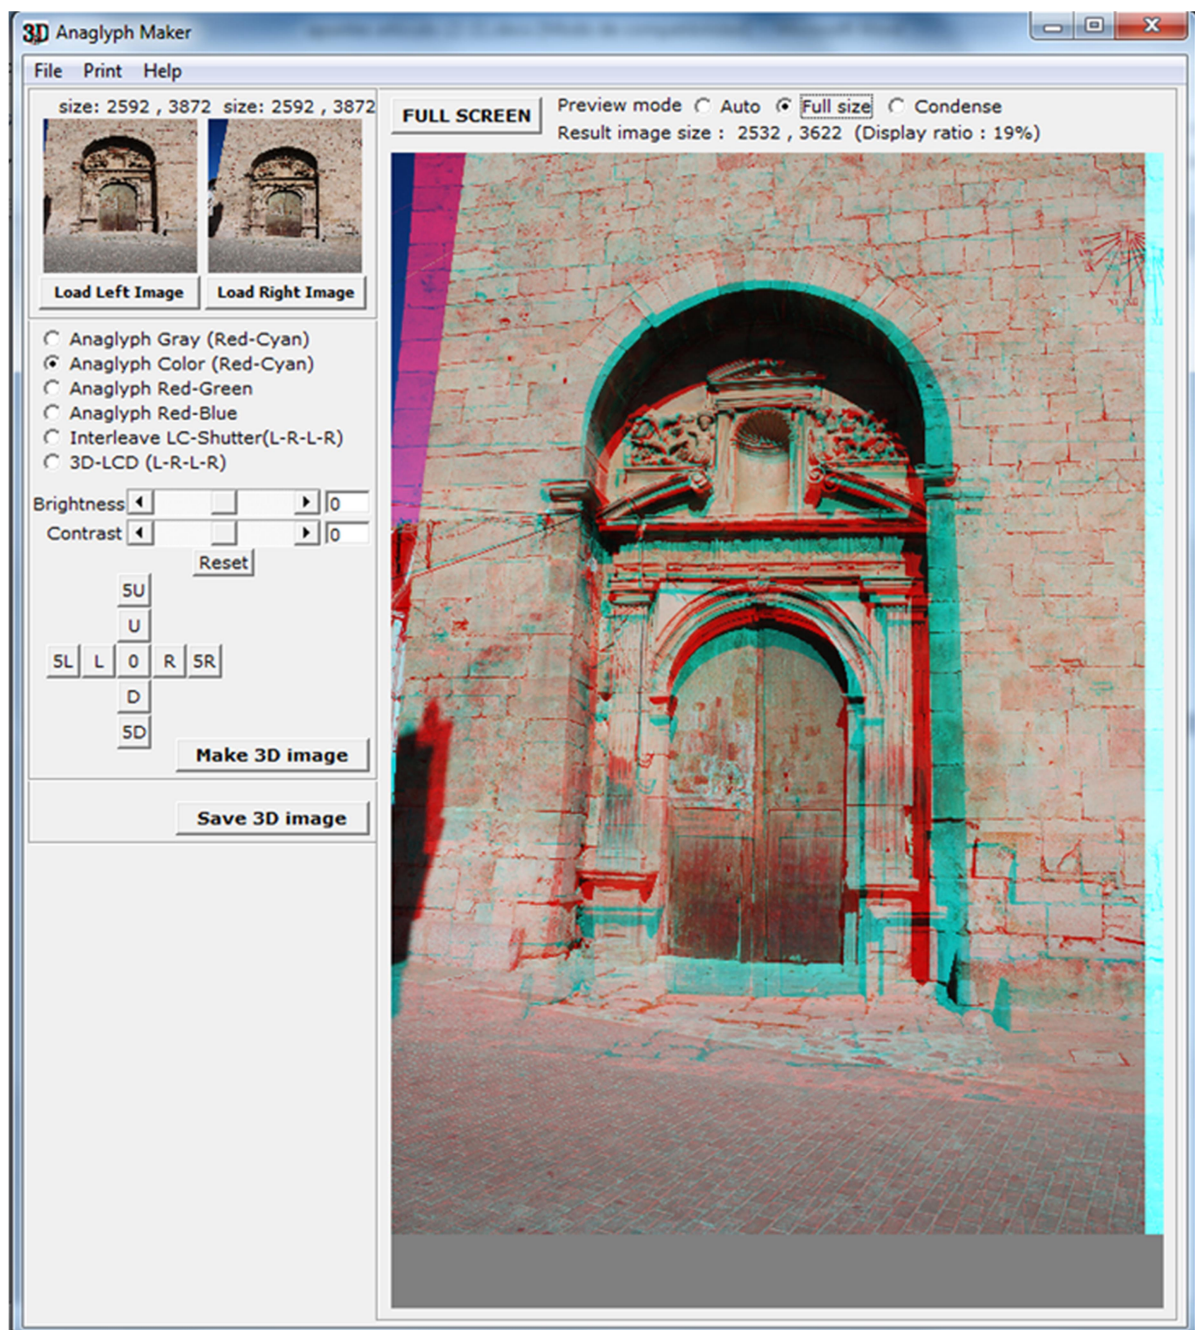 3D Anaglyph Maker
File Print Help
size: 2592 , 3872 size: 2592 , 3872
Load Left Image Load Right Image
FULL SCREEN
Preview mode Auto Full size Condense
Result image size : 2532 , 3622 (Display ratio : 19%)
Anaglyph Gray (Red-Cyan)
Anaglyph Color (Red-Cyan)
Anaglyph Red-Green
Anaglyph Red-Blue
Interleave LC-Shutter(L-R-L-R)
3D-LCD (L-R-L-R)
Brightness 0
Contrast 0
Reset
5U
U
5L L 0 R 5R
D
5D
Make 3D image
Save 3D image